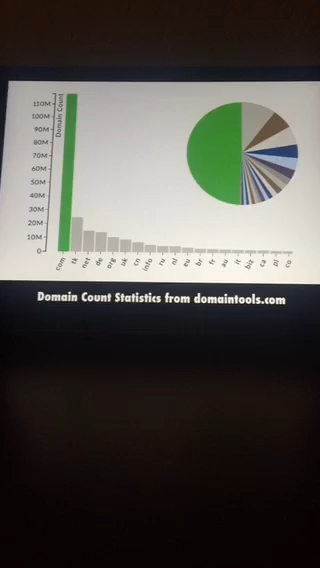 Domain Count
110M
100M
90M
80M
70M
60M
50M
40M
30M
20M
10M
0
com
tk
net
de
org
uk
cn
info
ru
nl
eu
br
fr
au
it
biz
ca
pl
co
Domain Count Statistics from domaintools.com